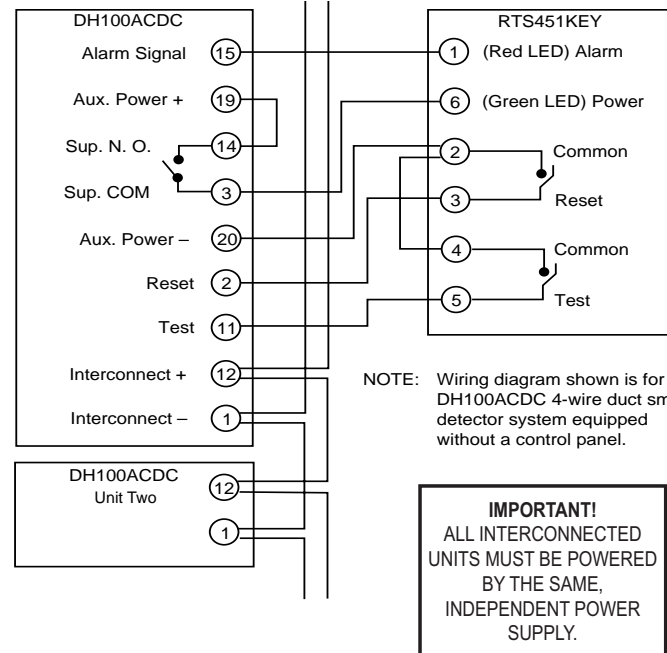 DH100ACDC
Alarm Signal 15
Aux. Power + 19
Sup. N. O. 14
Sup. COM 3
Aux. Power – 20
Reset 2
Test 11
Interconnect + 12
Interconnect – 1
RTS451KEY
1 (Red LED) Alarm
6 (Green LED) Power
2 Common
3 Reset
4 Common
5 Test
NOTE: Wiring diagram shown is for
DH100ACDC 4-wire duct
detector system equipped
without a control panel.
DH100ACDC
Unit Two
12
1
IMPORTANT!
ALL INTERCONNECTED
UNITS MUST BE POWERED
BY THE SAME,
INDEPENDENT POWER
SUPPLY.